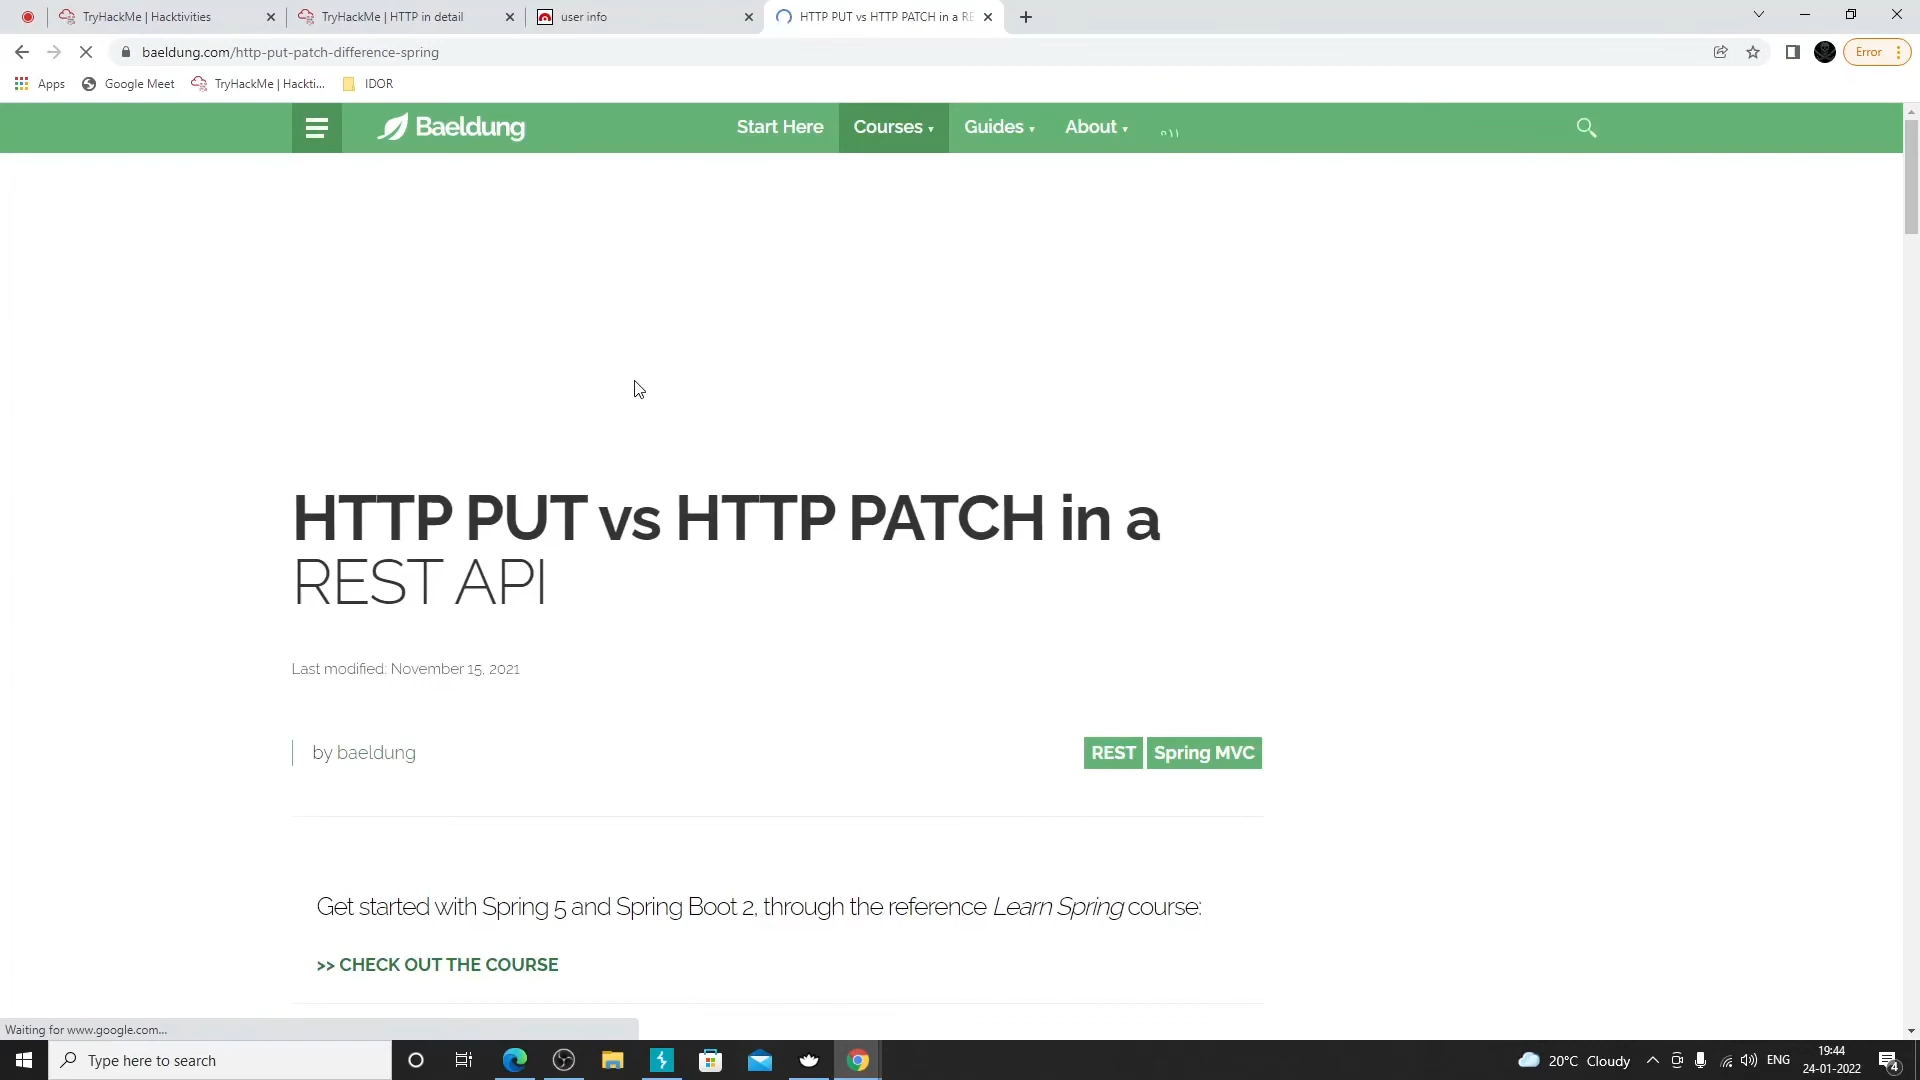 TryHackMe | Hacktivities
TryHackMe | HTTP in detail
user info
HTTP PUT vs HTTP PATCH in a RE
baeldung.com/http-put-patch-difference-spring
Error
Apps
Google Meet
TryHackMe | Hackti...
IDOR
Baeldung
Start Here
Courses ▾
Guides ▾
About ▾
HTTP PUT vs HTTP PATCH in a
REST API
Last modified: November 15, 2021
by baeldung
REST
Spring MVC
Get started with Spring 5 and Spring Boot 2, through the reference Learn Spring course:
>> CHECK OUT THE COURSE
Waiting for www.google.com...
Type here to search
20°C Cloudy
ENG
19:44
24-01-2022
4